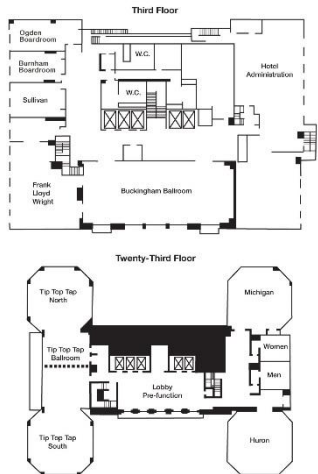 Third Floor
Ogden
Boardroom
Burnham
Boardroom
Sullivan
W.C.
W.C.
Hotel
Administration
Frank
Lloyd
Wright
Buckingham Ballroom
Twenty-Third Floor
Tip Top Tap
North
Michigan
Tip Top Tap
Ballroom
Women
Men
Lobby
Pre-function
Tip Top Tap
South
Huron